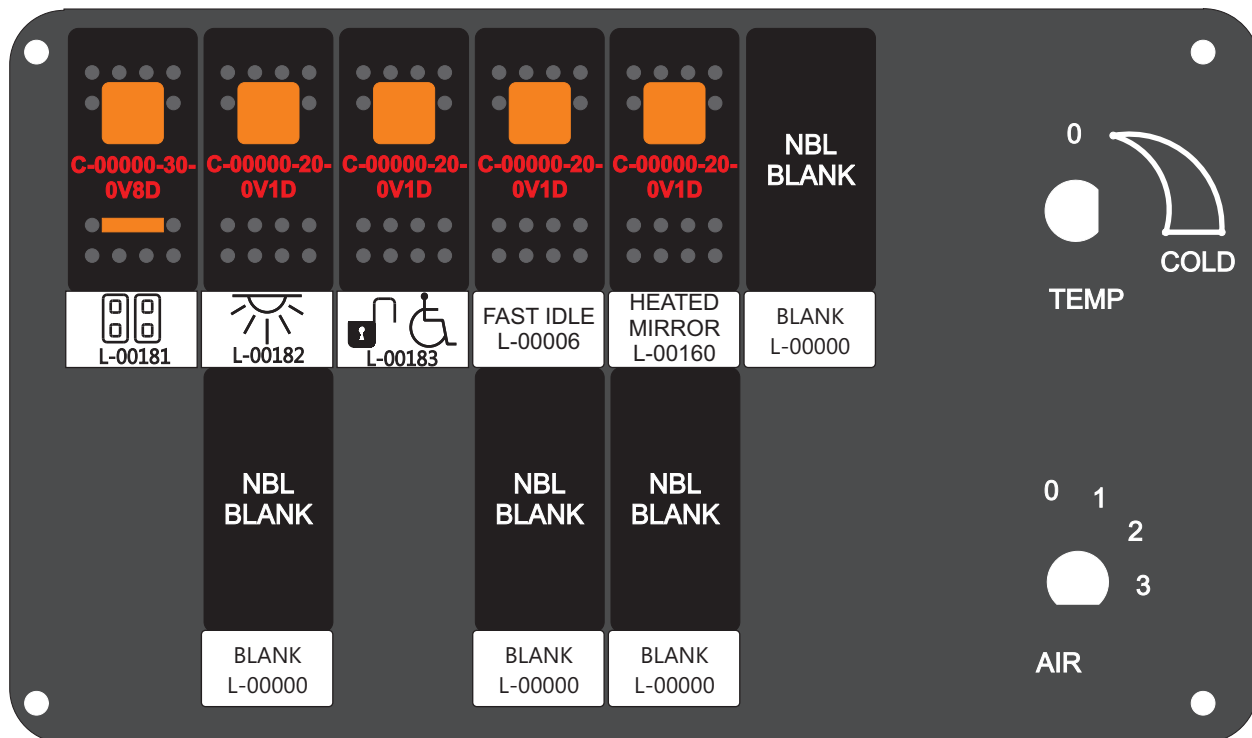 C-00000-30-
0V8D
C-00000-20-
0V1D
C-00000-20-
0V1D
C-00000-20-
0V1D
C-00000-20-
0V1D
NBL
BLANK
L-00181
L-00182
L-00183
FAST IDLE
L-00006
HEATED
MIRROR
L-00160
BLANK
L-00000
0
COLD
TEMP
NBL
BLANK
NBL
BLANK
NBL
BLANK
BLANK
L-00000
BLANK
L-00000
BLANK
L-00000
0
1
2
3
AIR